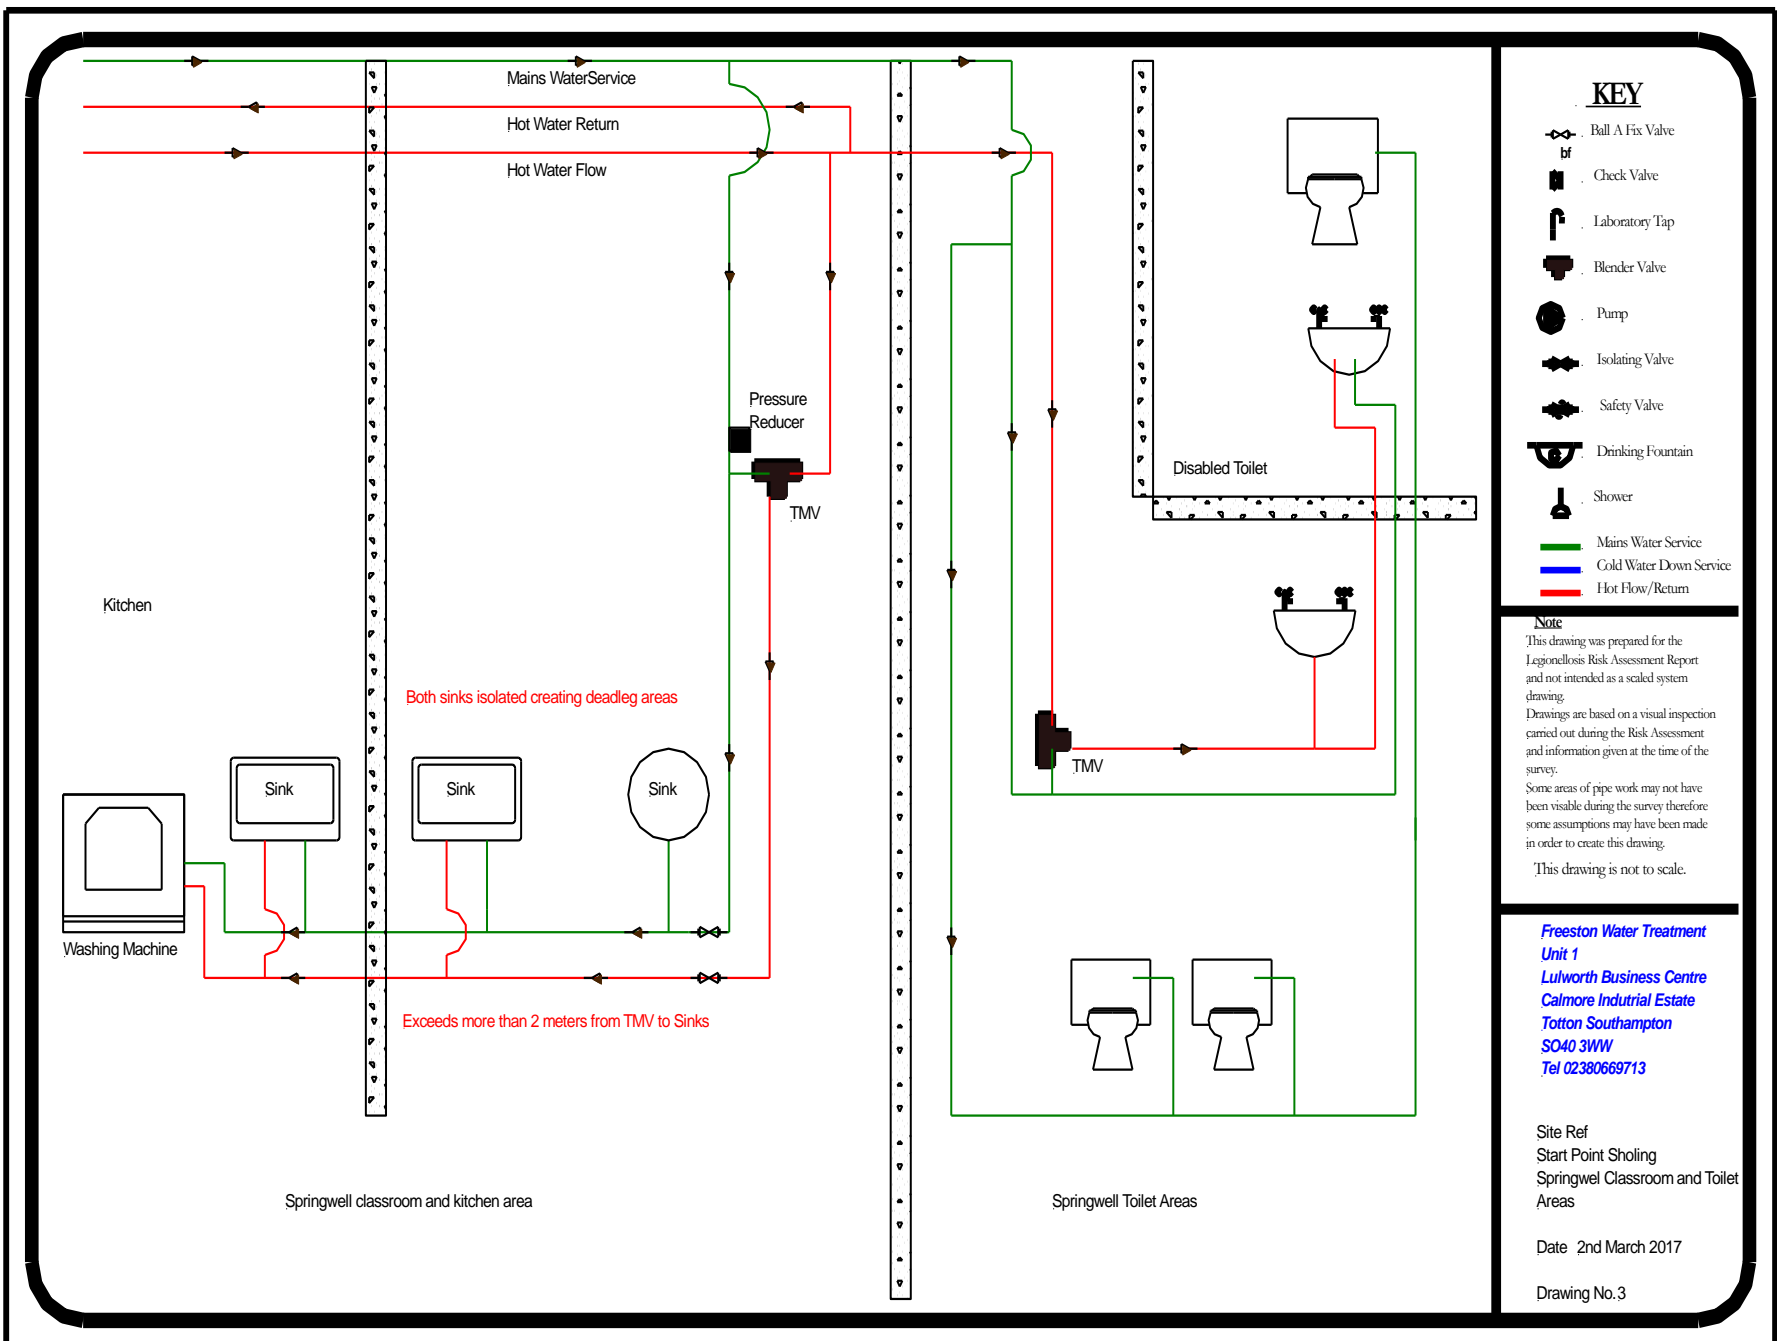 Mains WaterService
Hot Water Return
Hot Water Flow
Pressure
Reducer
TMV
Disabled Toilet
Kitchen
Both sinks isolated creating deadleg areas
TMV
Sink
Sink
Sink
Washing Machine
Exceeds more than 2 meters from TMV to Sinks
Springwell classroom and kitchen area
Springwell Toilet Areas
KEY
Ball A Fix Valve
bf
Check Valve
Laboratory Tap
Blender Valve
Pump
Isolating Valve
Safety Valve
Drinking Fountain
Shower
Mains Water Service
Cold Water Down Service
Hot Flow/Return
Note
This drawing was prepared for the
Legionellosis Risk Assessment Report
and not intended as a scaled system
drawing.
Drawings are based on a visual inspection
carried out during the Risk Assessment
and information given at the time of the
survey.
Some areas of pipe work may not have
been visable during the survey therefore
some assumptions may have been made
in order to create this drawing.
This drawing is not to scale.
Freeston Water Treatment
Unit 1
Lulworth Business Centre
Calmore Indutrial Estate
Totton Southampton
SO40 3WW
Tel 02380669713
Site Ref
Start Point Sholing
Springwel Classroom and Toilet
Areas
Date 2nd March 2017
Drawing No. 3